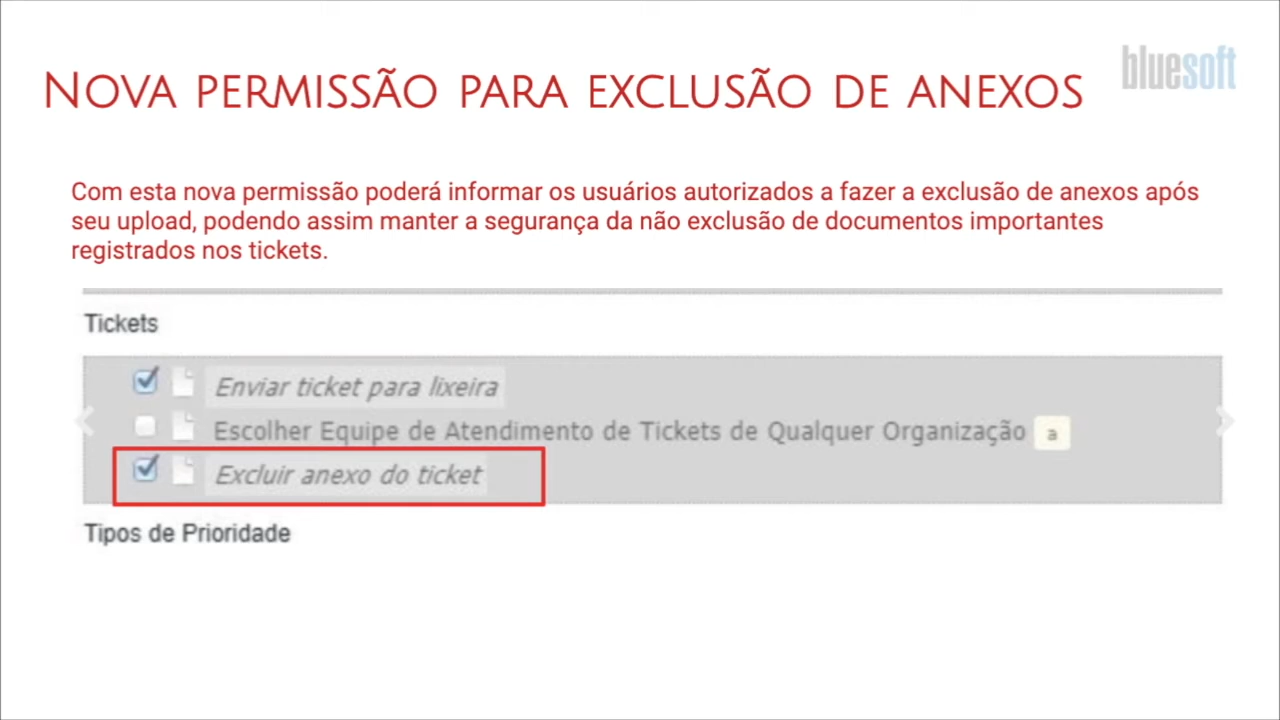 Nova permissão para exclusão de anexos
bluesoft
Com esta nova permissão poderá informar os usuários autorizados a fazer a exclusão de anexos após
seu upload, podendo assim manter a segurança da não exclusão de documentos importantes
registrados nos tickets.
Tickets
Enviar ticket para lixeira
Escolher Equipe de Atendimento de Tickets de Qualquer Organização a
Excluir anexo do ticket
Tipos de Prioridade